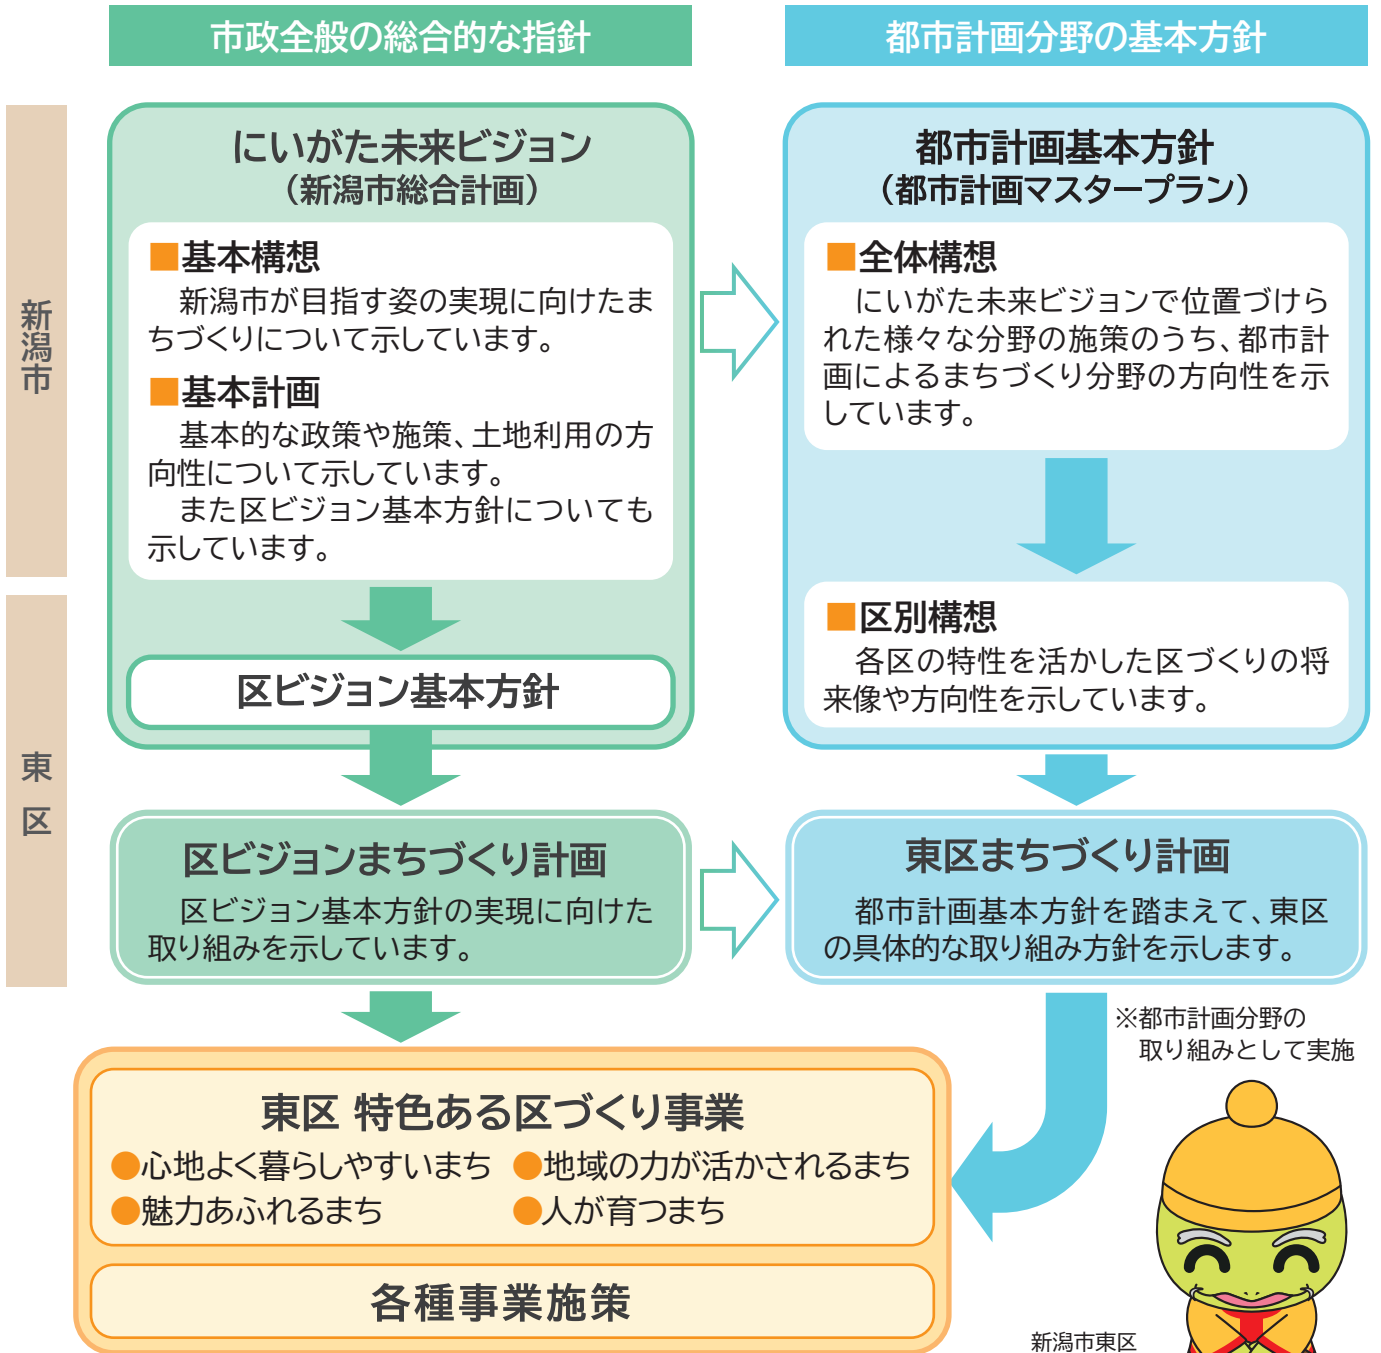 市政全般の総合的な指針
都市計画分野の基本方針
新潟市
東区
にいがた未来ビジョン
（新潟市総合計画）
■基本構想
新潟市が目指す姿の実現に向けたま
ちづくりについて示しています。
■基本計画
基本的な政策や施策、土地利用の方
向性について示しています。
また区ビジョン基本方針についても
示しています。
区ビジョン基本方針
都市計画基本方針
（都市計画マスタープラン）
■全体構想
にいがた未来ビジョンで位置づけら
れた様々な分野の施策のうち、都市計
画によるまちづくり分野の方向性を示
しています。
■区別構想
各区の特性を活かした区づくりの将
来像や方向性を示しています。
区ビジョンまちづくり計画
区ビジョン基本方針の実現に向けた
取り組みを示しています。
東区まちづくり計画
都市計画基本方針を踏まえて、東区
の具体的な取り組み方針を示します。
※都市計画分野の
取り組みとして実施
東区 特色ある区づくり事業
●心地よく暮らしやすいまち ●地域の力が活かされるまち
●魅力あふれるまち ●人が育つまち
各種事業施策
新潟市東区